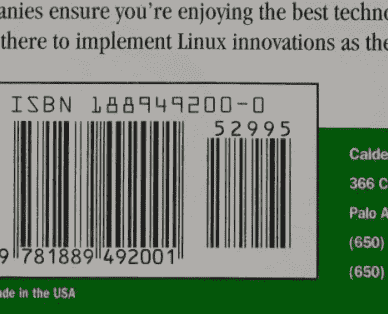 anies ensure you're enjoying the best techno
there to implement Linux innovations as the
ISBN 188949200-0
52995
9 781889 492001
Calde
366 C
Palo A
(650)
(650)
ade in the USA